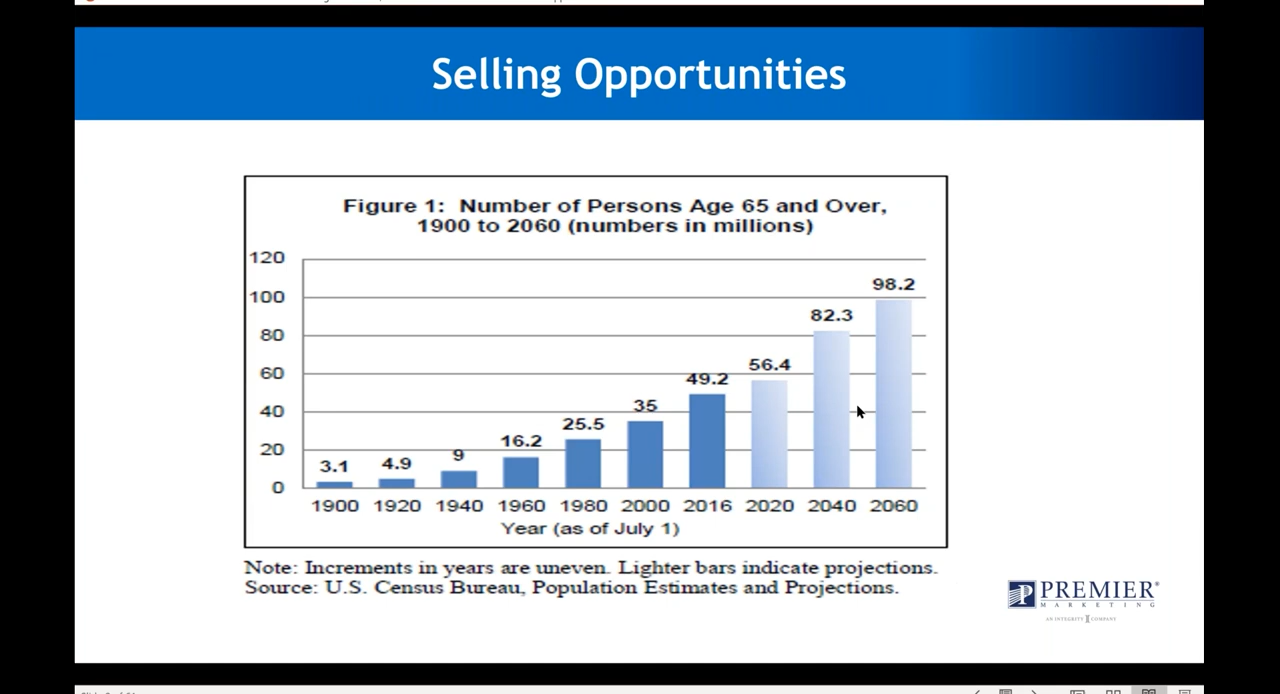 Selling Opportunities
Figure 1: Number of Persons Age 65 and Over,
1900 to 2060 (numbers in millions)
120
100
80
60
40
20
0
3.1
4.9
9
16.2
25.5
35
49.2
56.4
82.3
98.2
1900 1920 1940 1960 1980 2000 2016 2020 2040 2060
Year (as of July 1)
Note: Increments in years are uneven. Lighter bars indicate projections.
Source: U.S. Census Bureau, Population Estimates and Projections.
PREMIER®
MARKETING
AN INTEGRITY COMPANY